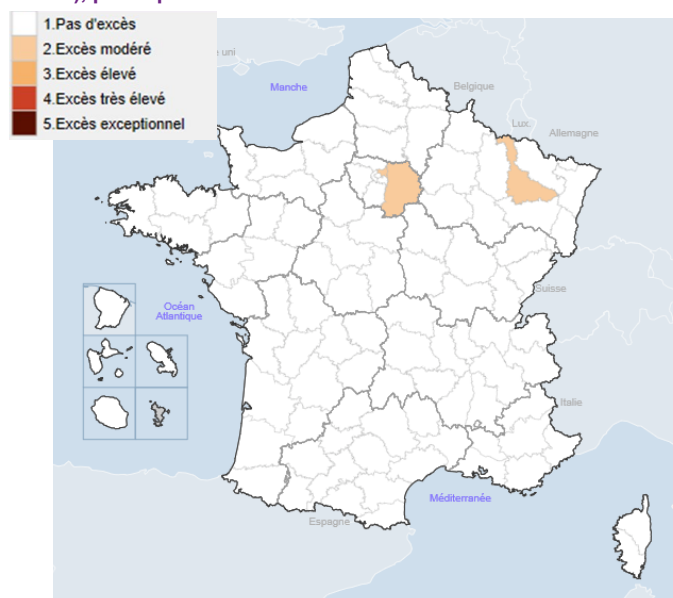 1.Pas d'excès
2.Excès modéré
3.Excès élevé
4.Excès très élevé
5.Excès exceptionnel
uni
Manche
Belgique
Lux.
Allemagne
Océan
Atlantique
Suisse
Italie
Méditerranée
Espagne